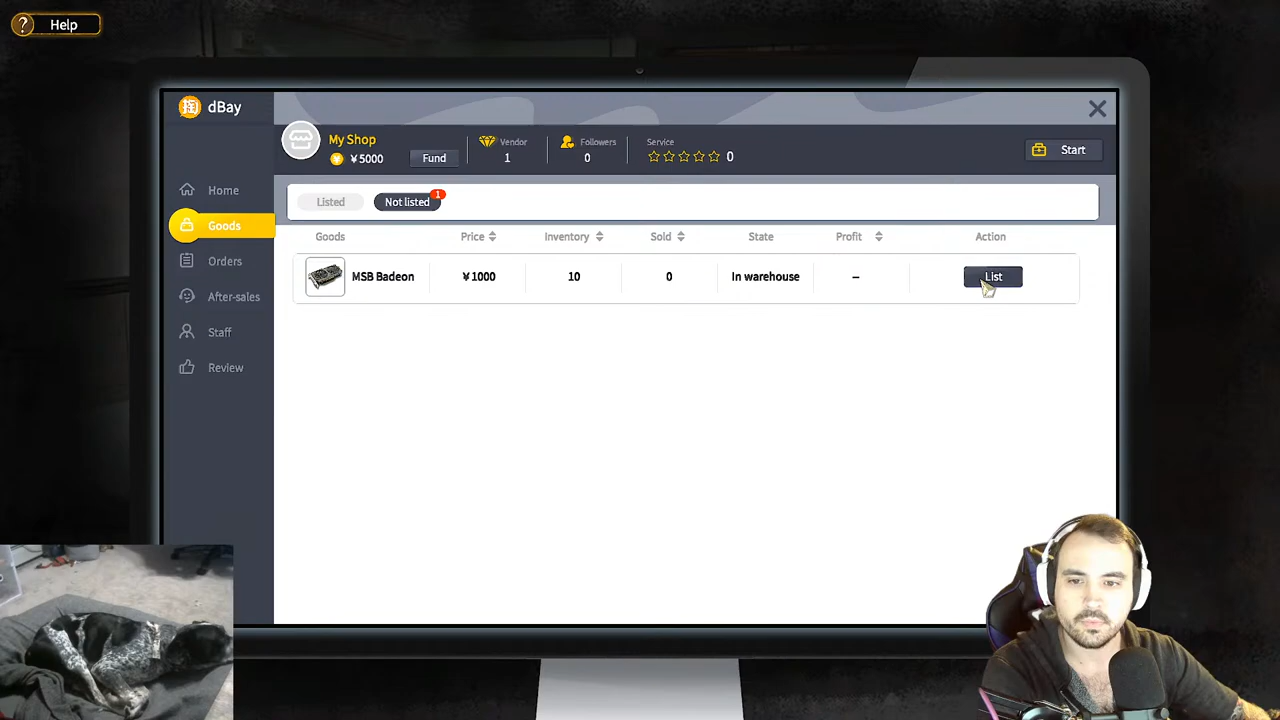 ? Help
掏 dBay
My Shop
¥5000
Fund
Vendor
1
Followers
0
Service
0
Start
Home
Goods
Orders
After-sales
Staff
Review
Listed
Not listed
1
Goods Price Inventory Sold State Profit Action
MSB Badeon ¥1000 10 0 In warehouse – List